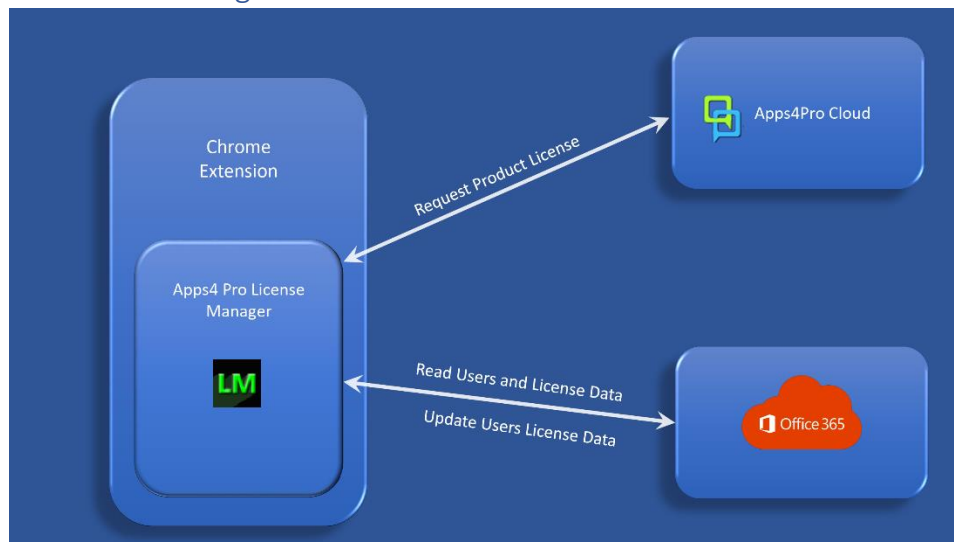 Chrome
Extension
Apps4 Pro License
Manager
LM
Request Product License
Apps4Pro Cloud
Read Users and License Data
Update Users License Data
Office 365